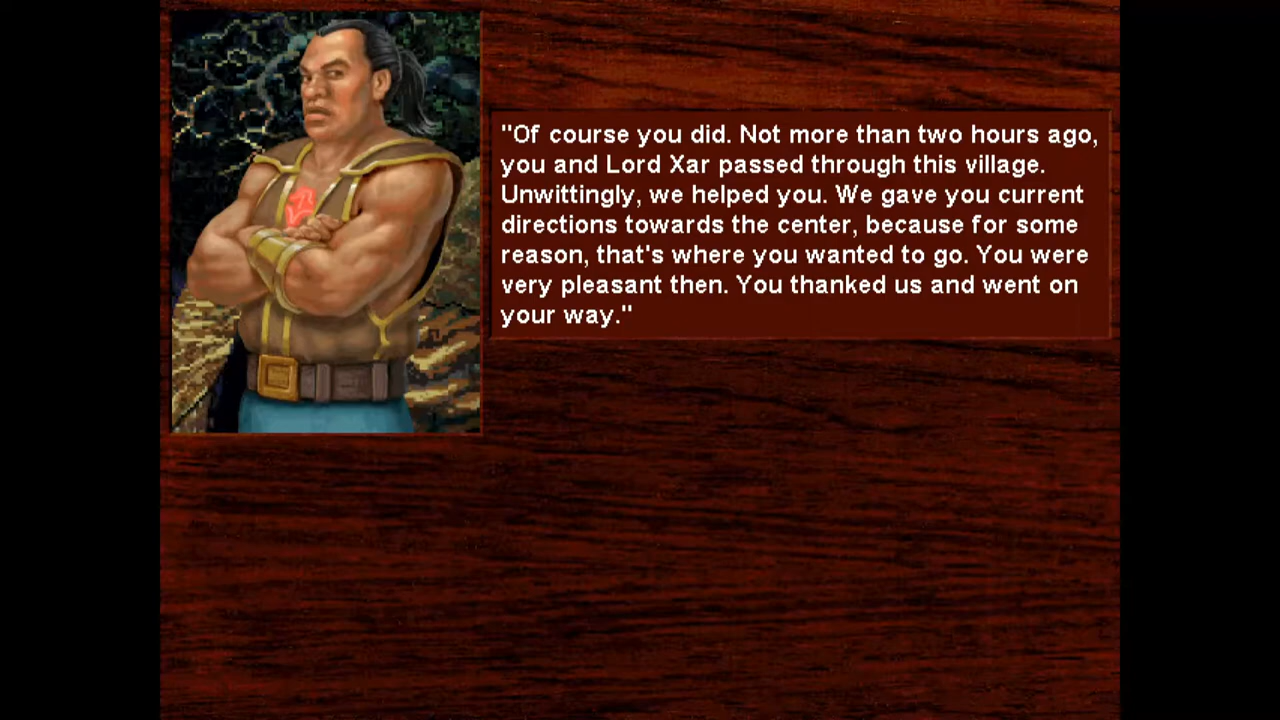 "Of course you did. Not more than two hours ago,
you and Lord Xar passed through this village.
Unwittingly, we helped you. We gave you current
directions towards the center, because for some
reason, that's where you wanted to go. You were
very pleasant then. You thanked us and went on
your way."